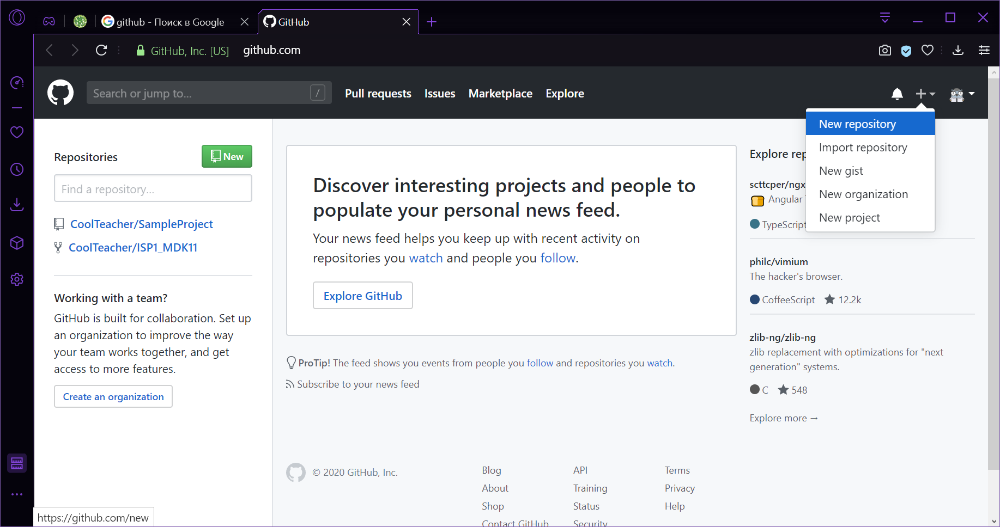 github - Поиск в Google
GitHub
GitHub, Inc. [US] github.com
Search or jump to... /
Pull requests Issues Marketplace Explore
New repository
Import repository
New gist
New organization
New project
Repositories
New
Find a repository...
CoolTeacher/SampleProject
CoolTeacher/ISP1_MDK11
Working with a team?
GitHub is built for collaboration. Set up
an organization to improve the way
your team works together, and get
access to more features.
Create an organization
Discover interesting projects and people to
populate your personal news feed.
Your news feed helps you keep up with recent activity on
repositories you watch and people you follow.
Explore GitHub
ProTip! The feed shows you events from people you follow and repositories you watch.
Subscribe to your news feed
Explore rep
scttcper/ngx
Angular
TypeScript
philc/vimium
The hacker's browser.
CoffeeScript 12.2k
zlib-ng/zlib-ng
zlib replacement with optimizations for "next
generation" systems.
C 548
Explore more →
© 2020 GitHub, Inc.
Blog
About
Shop
Contact GitHub
API
Training
Status
Security
Terms
Privacy
Help
https://github.com/new